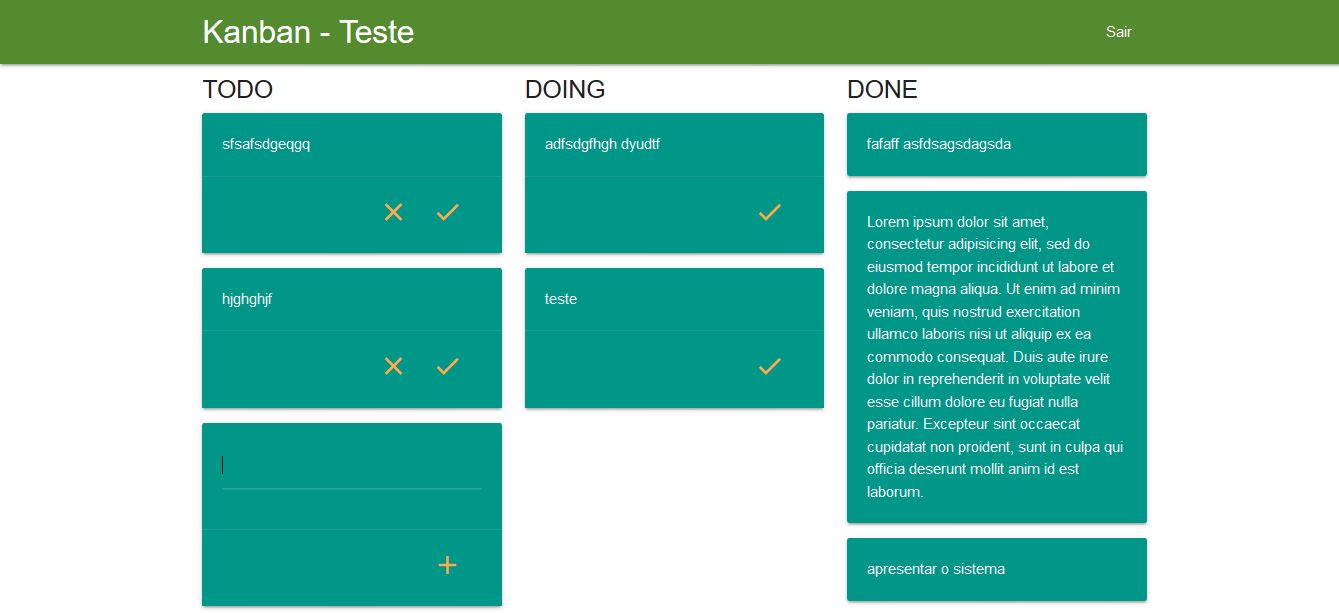 Kanban - Teste
Sair
TODO
sfsafsdgeqgq
hjghghjf
DOING
adfsdgfhgh dyudtf
teste
DONE
fafaff asfdsagsdagsda
Lorem ipsum dolor sit amet,
consectetur adipisicing elit, sed do
eiusmod tempor incididunt ut labore et
dolore magna aliqua. Ut enim ad minim
veniam, quis nostrud exercitation
ullamco laboris nisi ut aliquip ex ea
commodo consequat. Duis aute irure
dolor in reprehenderit in voluptate velit
esse cillum dolore eu fugiat nulla
pariatur. Excepteur sint occaecat
cupidatat non proident, sunt in culpa qui
officia deserunt mollit anim id est
laborum.
apresentar o sistema